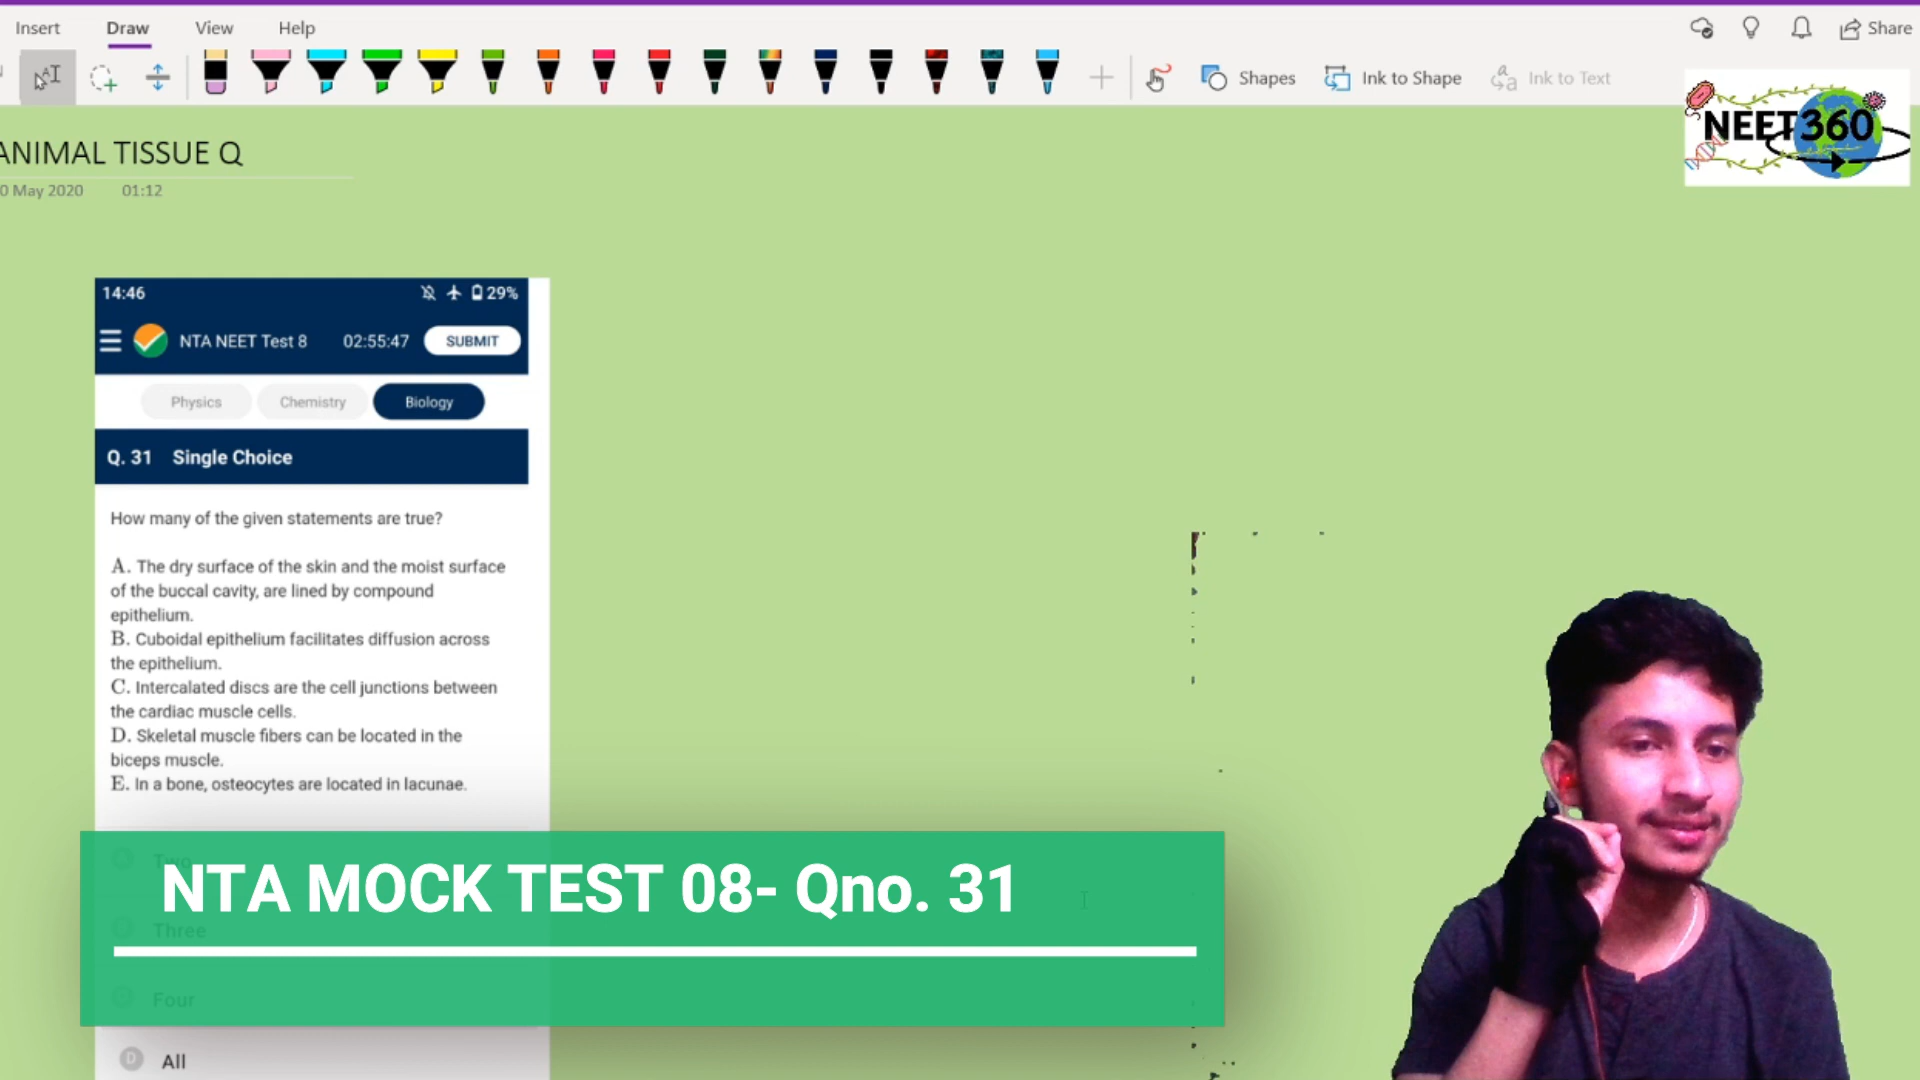 Insert Draw View Help Share
Shapes Ink to Shape Ink to Text
NEET360
ANIMAL TISSUE Q
0 May 2020 01:12
14:46 29%
NTA NEET Test 8 02:55:47 SUBMIT
Physics Chemistry Biology
Q. 31 Single Choice
How many of the given statements are true?
A. The dry surface of the skin and the moist surface
of the buccal cavity, are lined by compound
epithelium.
B. Cuboidal epithelium facilitates diffusion across
the epithelium.
C. Intercalated discs are the cell junctions between
the cardiac muscle cells.
D. Skeletal muscle fibers can be located in the
biceps muscle.
E. In a bone, osteocytes are located in lacunae.
Two
NTA MOCK TEST 08- Qno. 31
Three
Four
D All